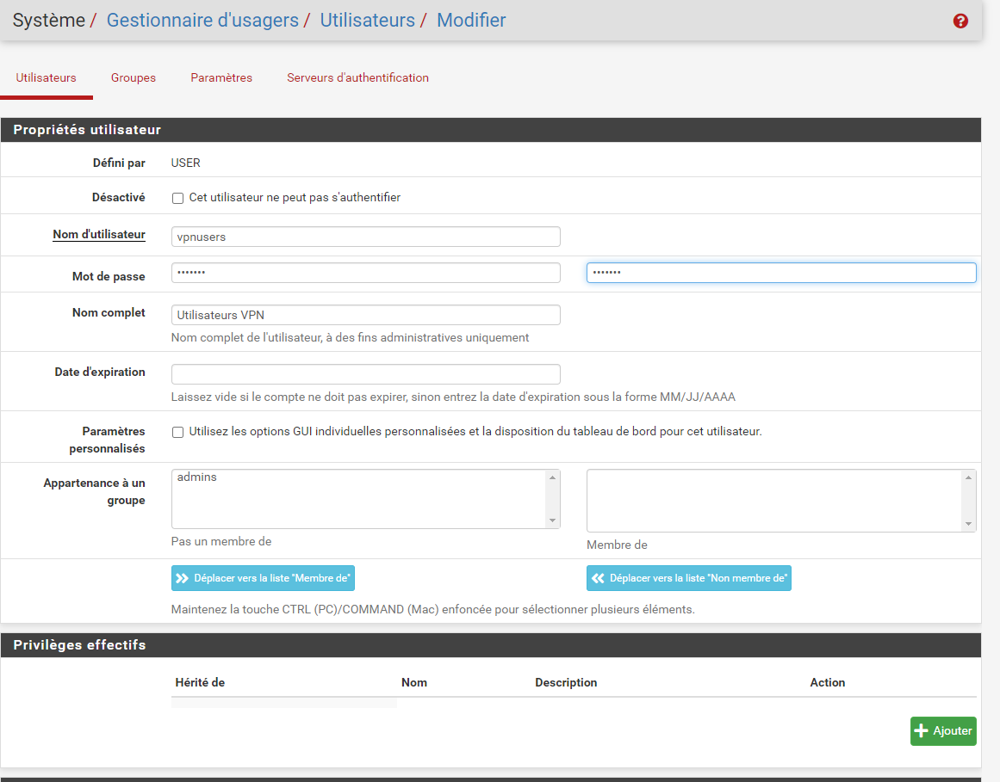 Système / Gestionnaire d'usagers / Utilisateurs / Modifier
Utilisateurs Groupes Paramètres Serveurs d'authentification
Propriétés utilisateur
Défini par USER
Désactivé Cet utilisateur ne peut pas s'authentifier
Nom d'utilisateur vpnusers
Mot de passe ••••••• •••••••
Nom complet Utilisateurs VPN
Nom complet de l'utilisateur, à des fins administratives uniquement
Date d'expiration
Laissez vide si le compte ne doit pas expirer, sinon entrez la date d'expiration sous la forme MM/JJ/AAAA
Paramètres personnalisés Utilisez les options GUI individuelles personnalisées et la disposition du tableau de bord pour cet utilisateur.
Appartenance à un groupe admins
Pas un membre de Membre de
Déplacer vers la liste "Membre de" Déplacer vers la liste "Non membre de"
Maintenez la touche CTRL (PC)/COMMAND (Mac) enfoncée pour sélectionner plusieurs éléments.
Privilèges effectifs
Hérité de Nom Description Action
Ajouter